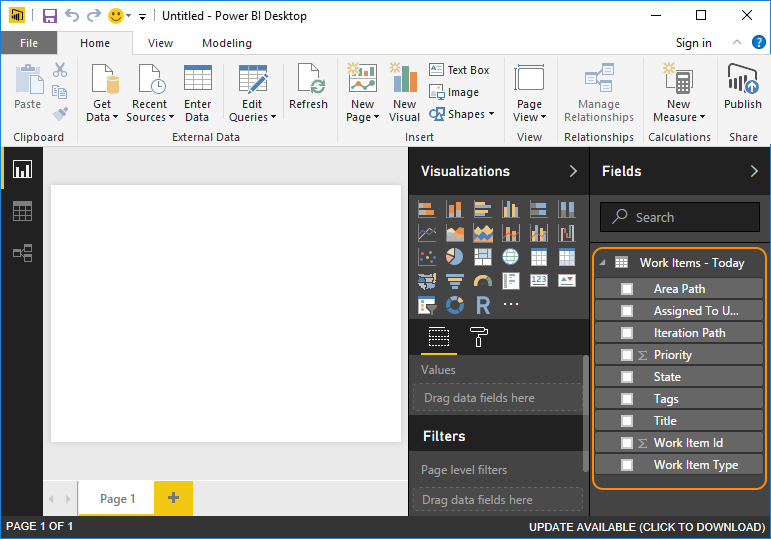 Untitled - Power BI Desktop
File Home View Modeling Sign in
Paste Get Data Recent Sources Enter Data Edit Queries Refresh New Page New Visual Text Box Image Shapes Page View Manage Relationships New Measure Publish
Clipboard External Data Insert View Relationships Calculations Share
Visualizations Fields
Search
Work Items - Today
Area Path
Assigned To U...
Iteration Path
Σ Priority
State
Tags
Title
Σ Work Item Id
Work Item Type
123
R
...
Values
Drag data fields here
Filters
Page level filters
Drag data fields here
Page 1 +
PAGE 1 OF 1 UPDATE AVAILABLE (CLICK TO DOWNLOAD)